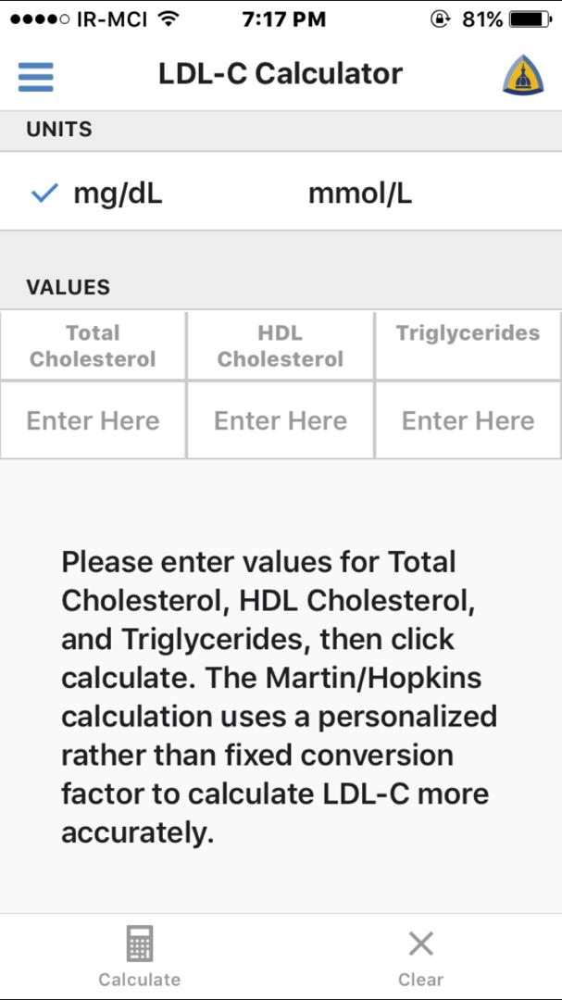 IR-MCI 7:17 PM 81%
LDL-C Calculator
UNITS
mg/dL mmol/L
VALUES
Total HDL Triglycerides
Cholesterol Cholesterol
Enter Here Enter Here Enter Here
Please enter values for Total
Cholesterol, HDL Cholesterol,
and Triglycerides, then click
calculate. The Martin/Hopkins
calculation uses a personalized
rather than fixed conversion
factor to calculate LDL-C more
accurately.
Calculate Clear